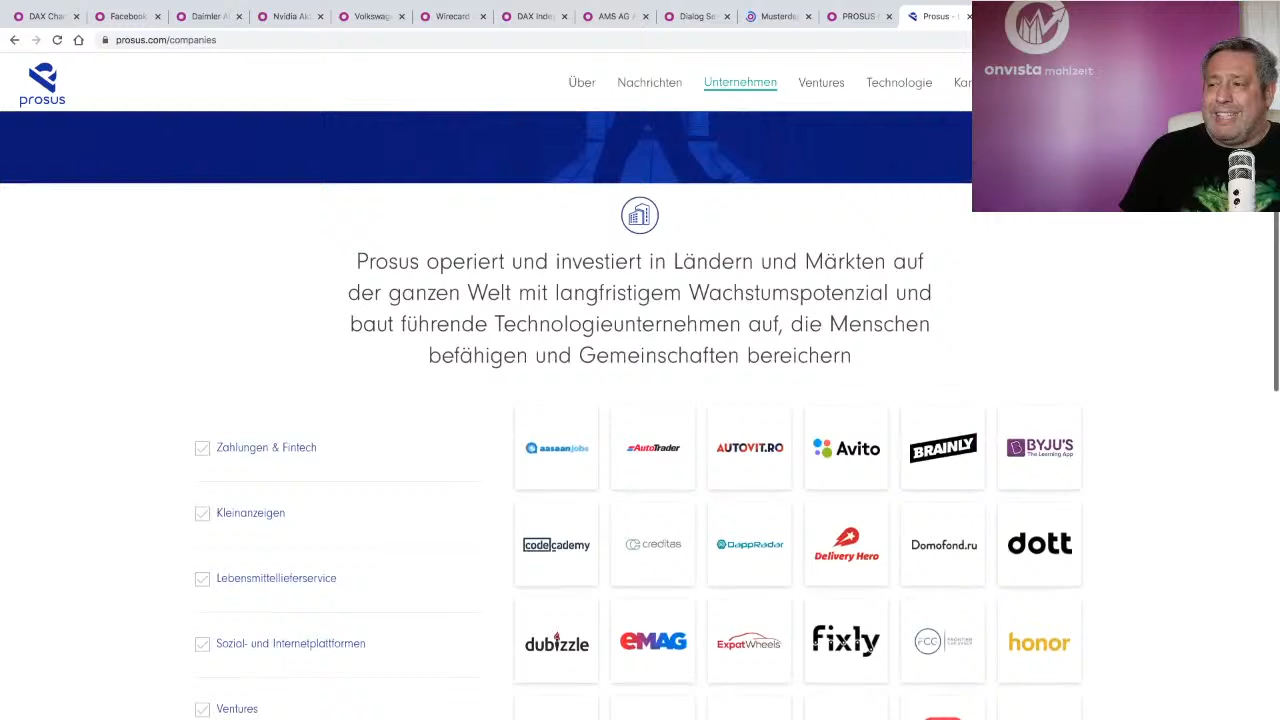 DAX Char
Facebook
Daimler A
Nvidia Ak
Volkswag
Wirecard
DAX Inde
AMS AG A
Dialog Se
Musterde
PROSUS
Prosus -
prosus.com/companies
prosus
Über
Nachrichten
Unternehmen
Ventures
Technologie
Kar
onvista mahlzeit
Prosus operiert und investiert in Ländern und Märkten auf
der ganzen Welt mit langfristigem Wachstumspotenzial und
baut führende Technologieunternehmen auf, die Menschen
befähigen und Gemeinschaften bereichern
Zahlungen & Fintech
Kleinanzeigen
Lebensmittellieferservice
Sozial- und Internetplattformen
Ventures
aasaanjobs
AutoTrader
AUTOVIT.RO
Avito
BRAINLY
BYJU'S
The Learning App
codecademy
creditas
DappRadar
Delivery Hero
Domofond.ru
dott
dubizzle
eMAG
ExpatWheels
fixly
FCC
FRONTIER
honor